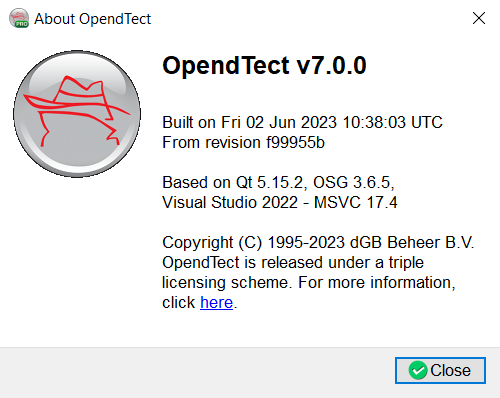 About OpendTect
PRO
OpendTect v7.0.0
Built on Fri 02 Jun 2023 10:38:03 UTC
From revision f99955b
Based on Qt 5.15.2, OSG 3.6.5,
Visual Studio 2022 - MSVC 17.4
Copyright (C) 1995-2023 dGB Beheer B.V.
OpendTect is released under a triple
licensing scheme. For more information,
click here.
Close